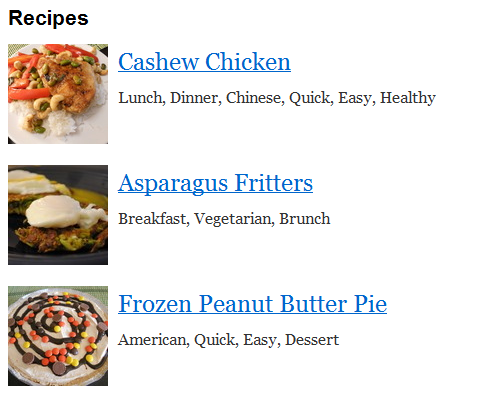 Recipes
Cashew Chicken
Lunch, Dinner, Chinese, Quick, Easy, Healthy
Asparagus Fritters
Breakfast, Vegetarian, Brunch
Frozen Peanut Butter Pie
American, Quick, Easy, Dessert